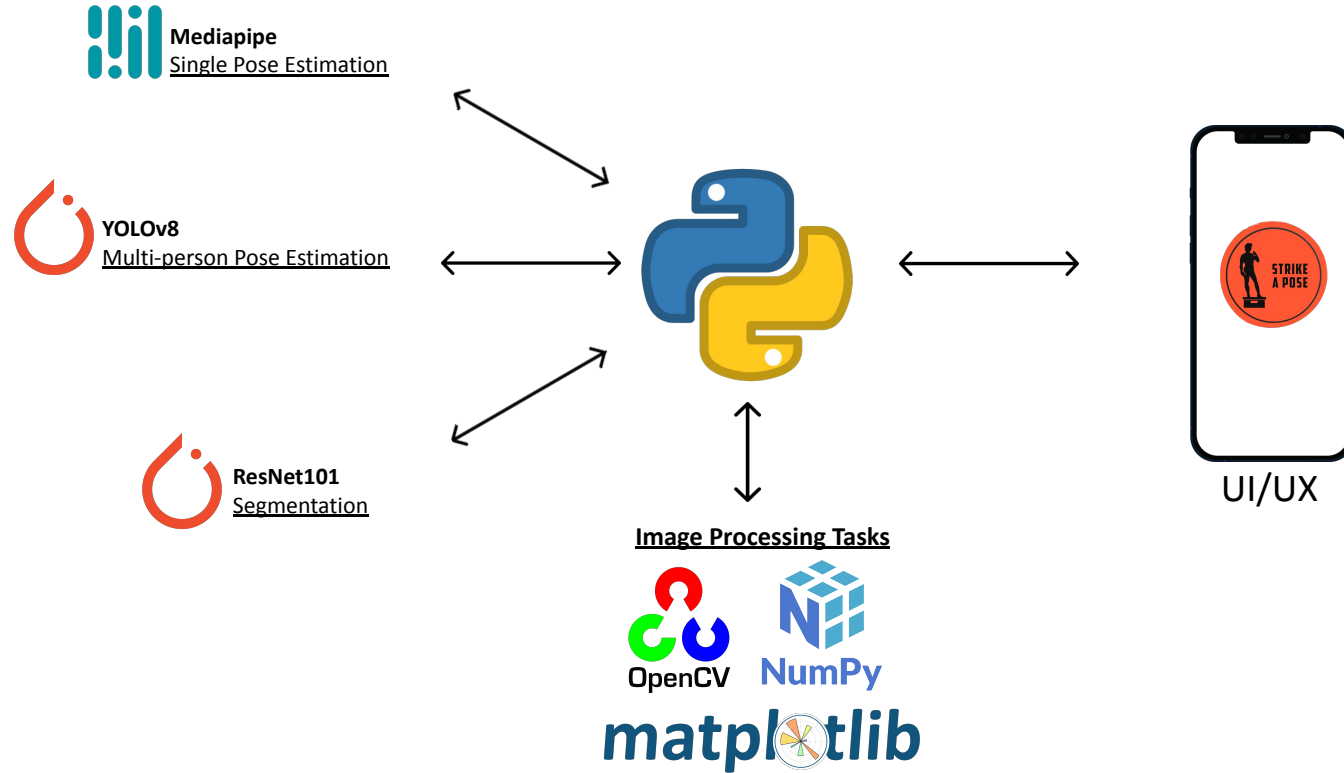 Mediapipe
Single Pose Estimation
YOLOv8
Multi-person Pose Estimation
ResNet101
Segmentation
Image Processing Tasks
OpenCV
NumPy
matplotlib
STRIKE
A POSE
UI/UX